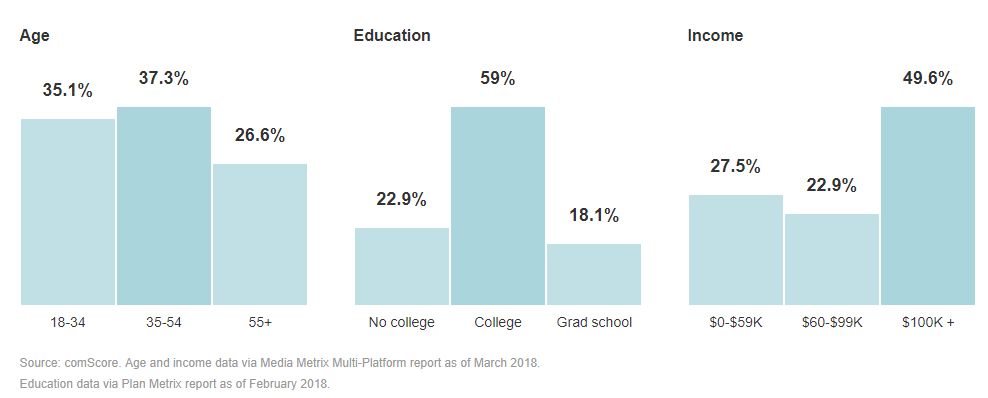 Age Education Income
37.3% 59% 49.6%
35.1%
26.6%
27.5%
22.9% 22.9%
18.1%
18-34 35-54 55+ No college College Grad school $0-$59K $60-$99K $100K +
Source: comScore. Age and income data via Media Metrix Multi-Platform report as of March 2018.
Education data via Plan Metrix report as of February 2018.